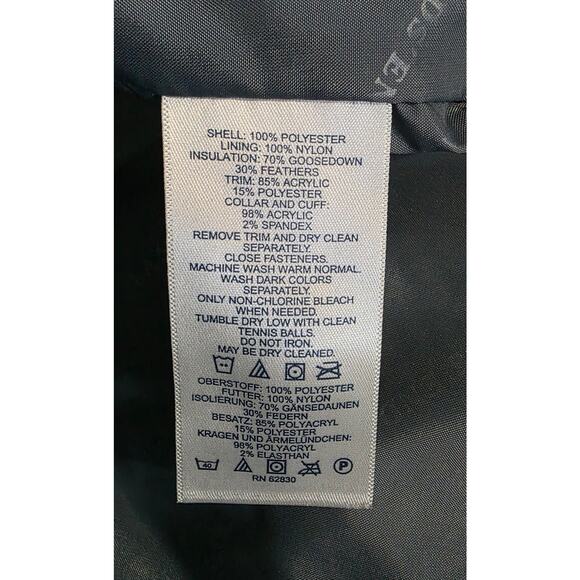 DS'EN
SHELL: 100% POLYESTER
LINING: 100% NYLON
INSULATION: 70% GOOSEDOWN
30% FEATHERS
TRIM: 85% ACRYLIC
15% POLYESTER
COLLAR AND CUFF:
98% ACRYLIC
2% SPANDEX
REMOVE TRIM AND DRY CLEAN
SEPARATELY.
CLOSE FASTENERS.
MACHINE WASH WARM NORMAL.
WASH DARK COLORS
SEPARATELY.
ONLY NON-CHLORINE BLEACH
WHEN NEEDED.
TUMBLE DRY LOW WITH CLEAN
TENNIS BALLS.
DO NOT IRON.
MAY BE DRY CLEANED.
OBERSTOFF: 100% POLYESTER
FUTTER: 100% NYLON
ISOLIERUNG: 70% GÄNSEDAUNEN
30% FEDERN
BESATZ: 85% POLYACRYL
15% POLYESTER
KRAGEN UND ÄRMELÜNDCHEN:
98% POLYACRYL
2% ELASTHAN
40 P
RN 62830